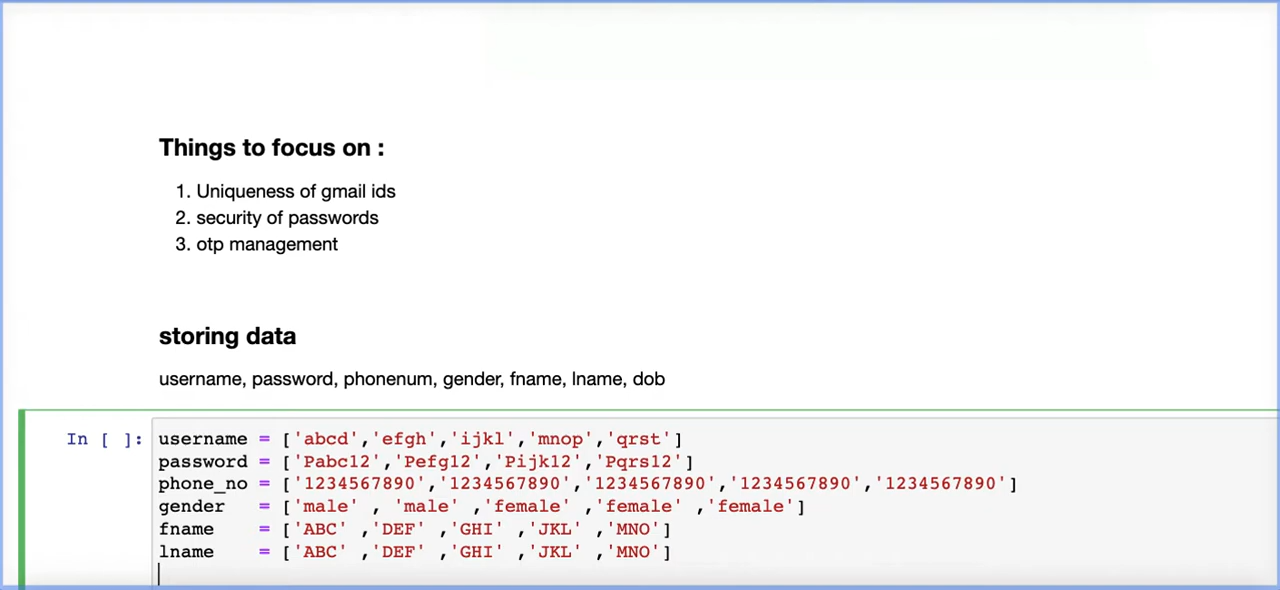 Things to focus on :
1. Uniqueness of gmail ids
2. security of passwords
3. otp management
storing data
username, password, phonenum, gender, fname, lname, dob
In [ ]: username = ['abcd','efgh','ijkl','mnop','qrst']
password = ['Pabc12','Pefg12','Pijk12','Pqrs12']
phone_no = ['1234567890','1234567890','1234567890','1234567890','1234567890']
gender   = ['male' , 'male' ,'female' ,'female' ,'female']
fname    = ['ABC' ,'DEF' ,'GHI' ,'JKL' ,'MNO']
lname    = ['ABC' ,'DEF' ,'GHI' ,'JKL' ,'MNO']